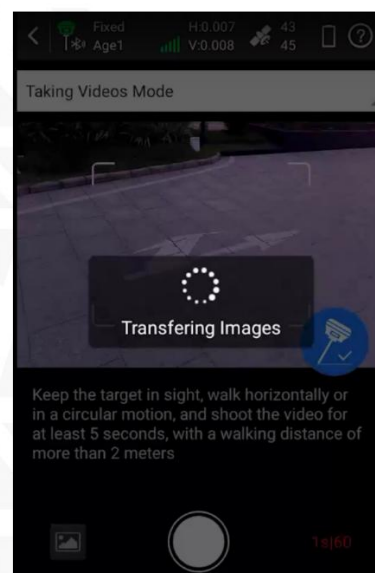 Fixed H:0.007 43
Age1 V:0.008 45
Taking Videos Mode
Transfering Images
Keep the target in sight, walk horizontally or
in a circular motion, and shoot the video for
at least 5 seconds, with a walking distance of
more than 2 meters
1s|60